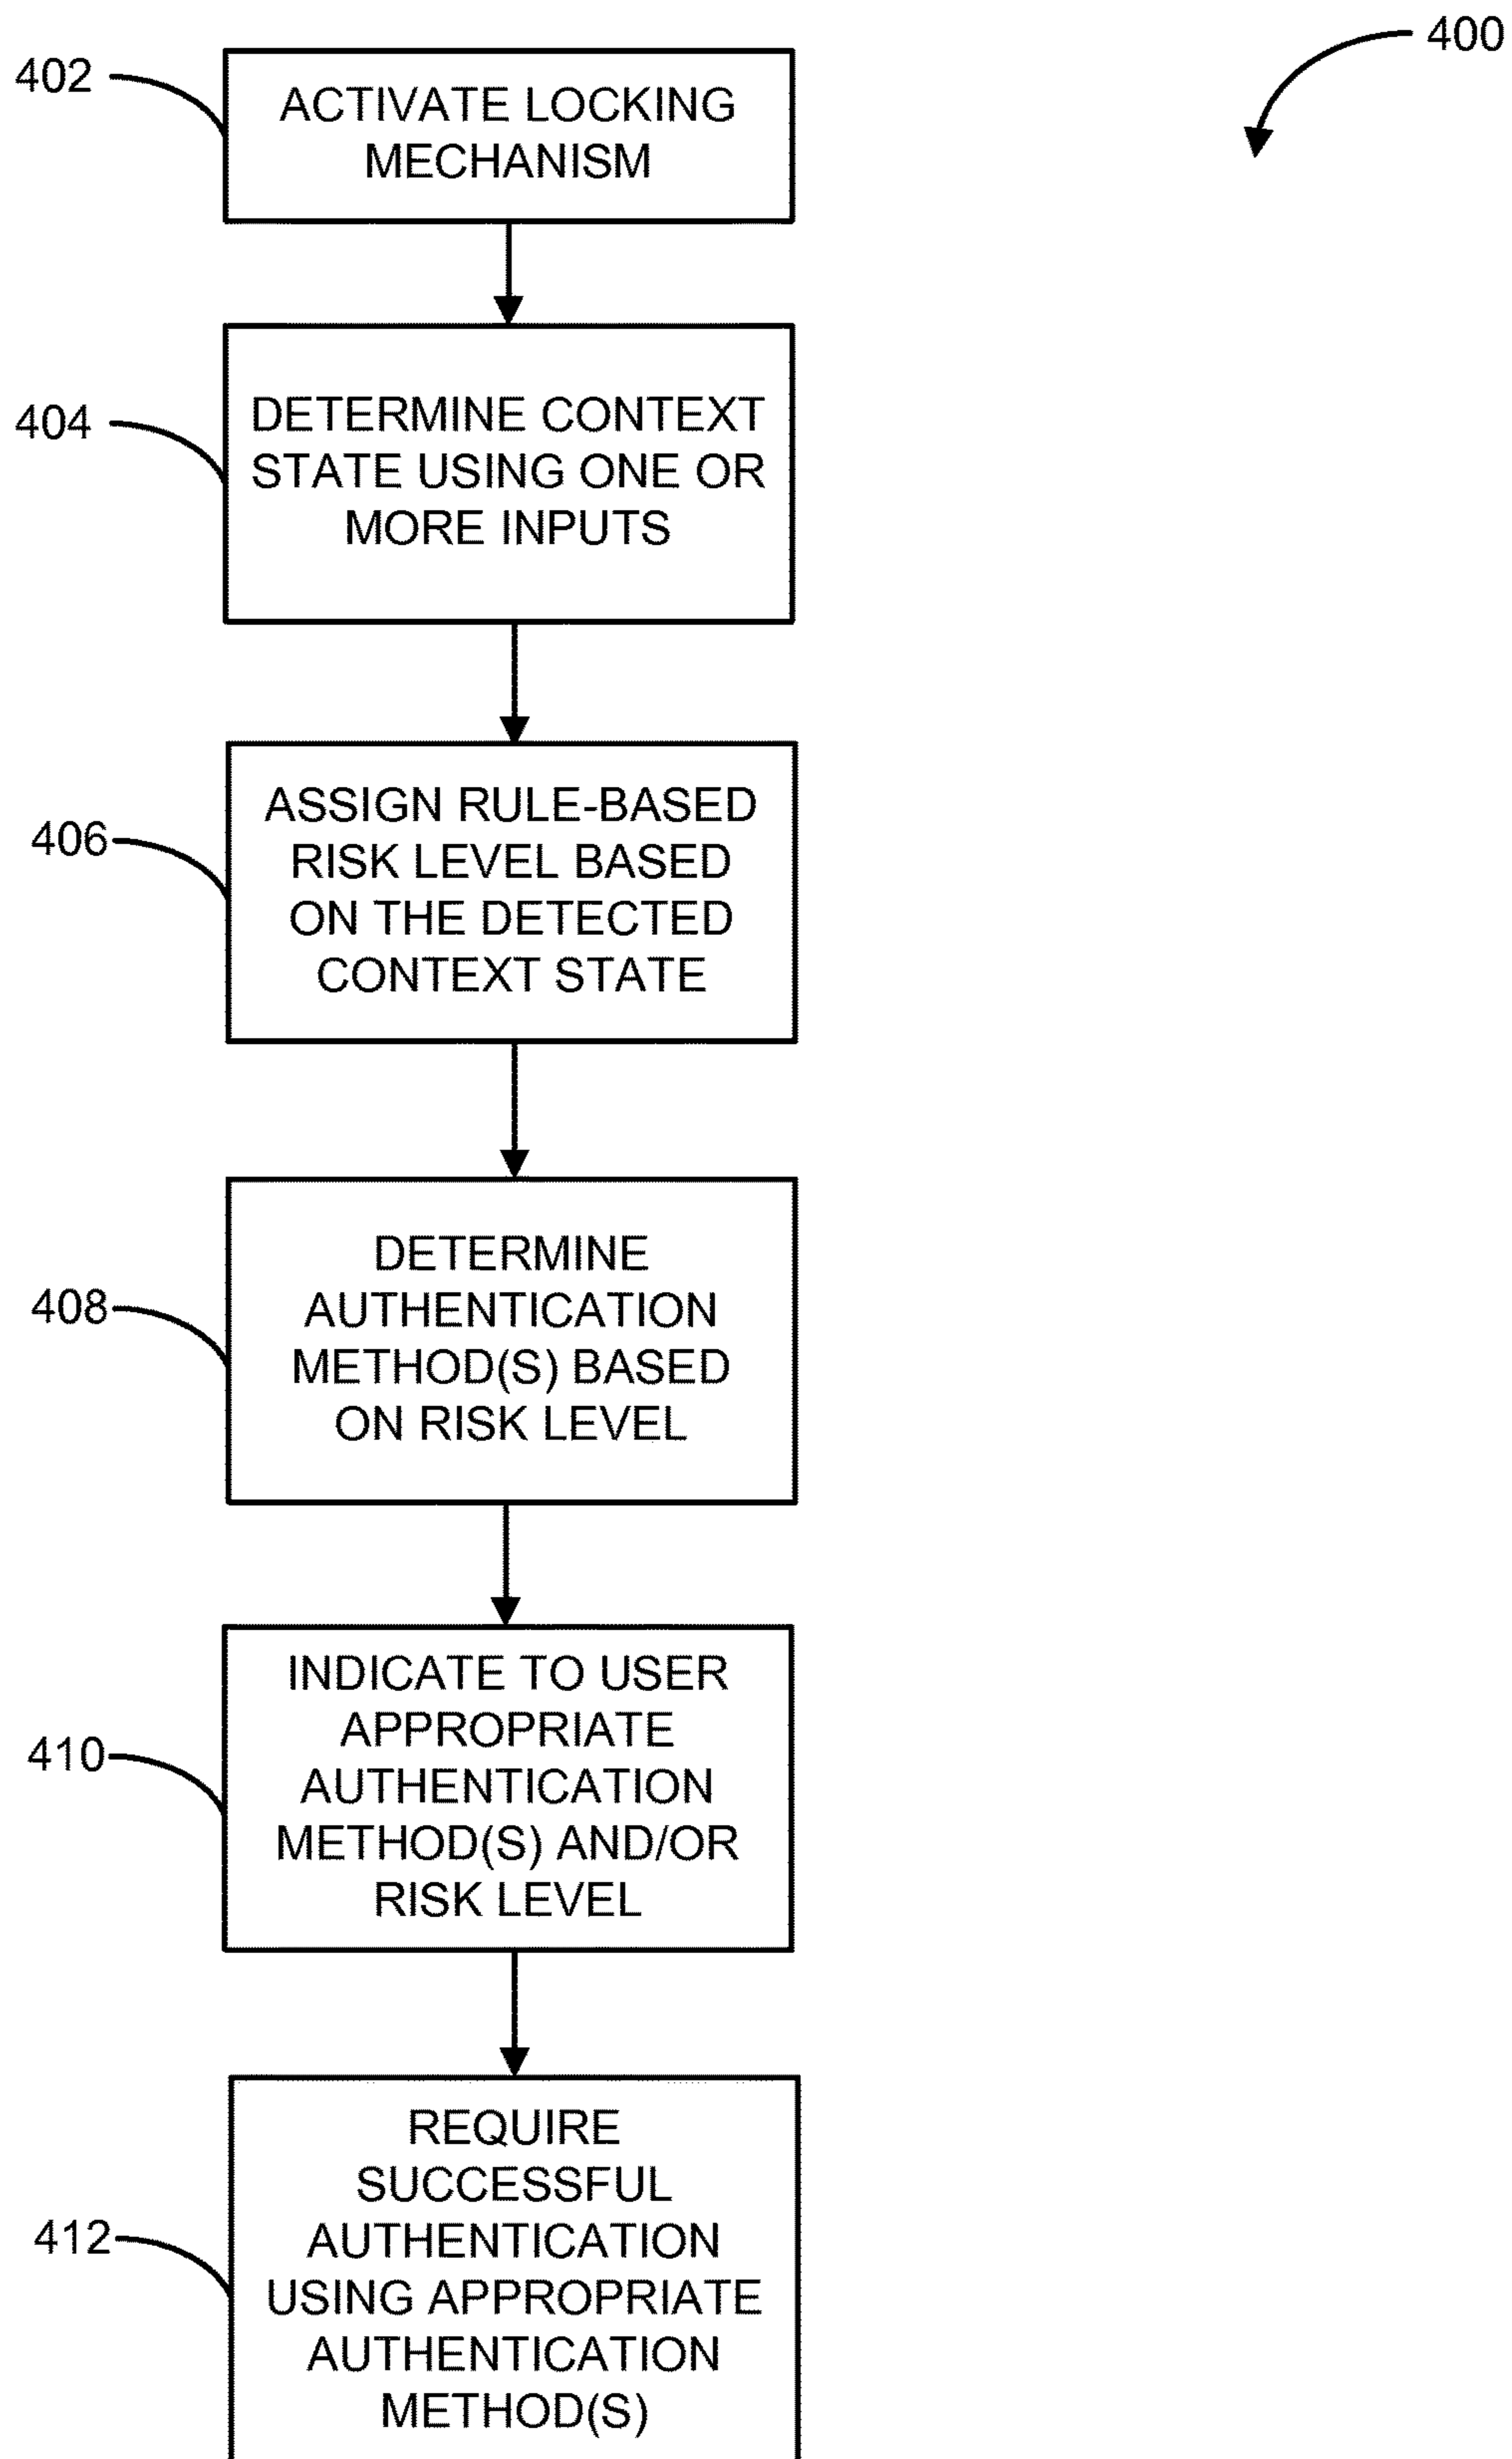 400
402
ACTIVATE LOCKING
MECHANISM
404
DETERMINE CONTEXT
STATE USING ONE OR
MORE INPUTS
406
ASSIGN RULE-BASED
RISK LEVEL BASED
ON THE DETECTED
CONTEXT STATE
408
DETERMINE
AUTHENTICATION
METHOD(S) BASED
ON RISK LEVEL
410
INDICATE TO USER
APPROPRIATE
AUTHENTICATION
METHOD(S) AND/OR
RISK LEVEL
412
REQUIRE
SUCCESSFUL
AUTHENTICATION
USING APPROPRIATE
AUTHENTICATION
METHOD(S)